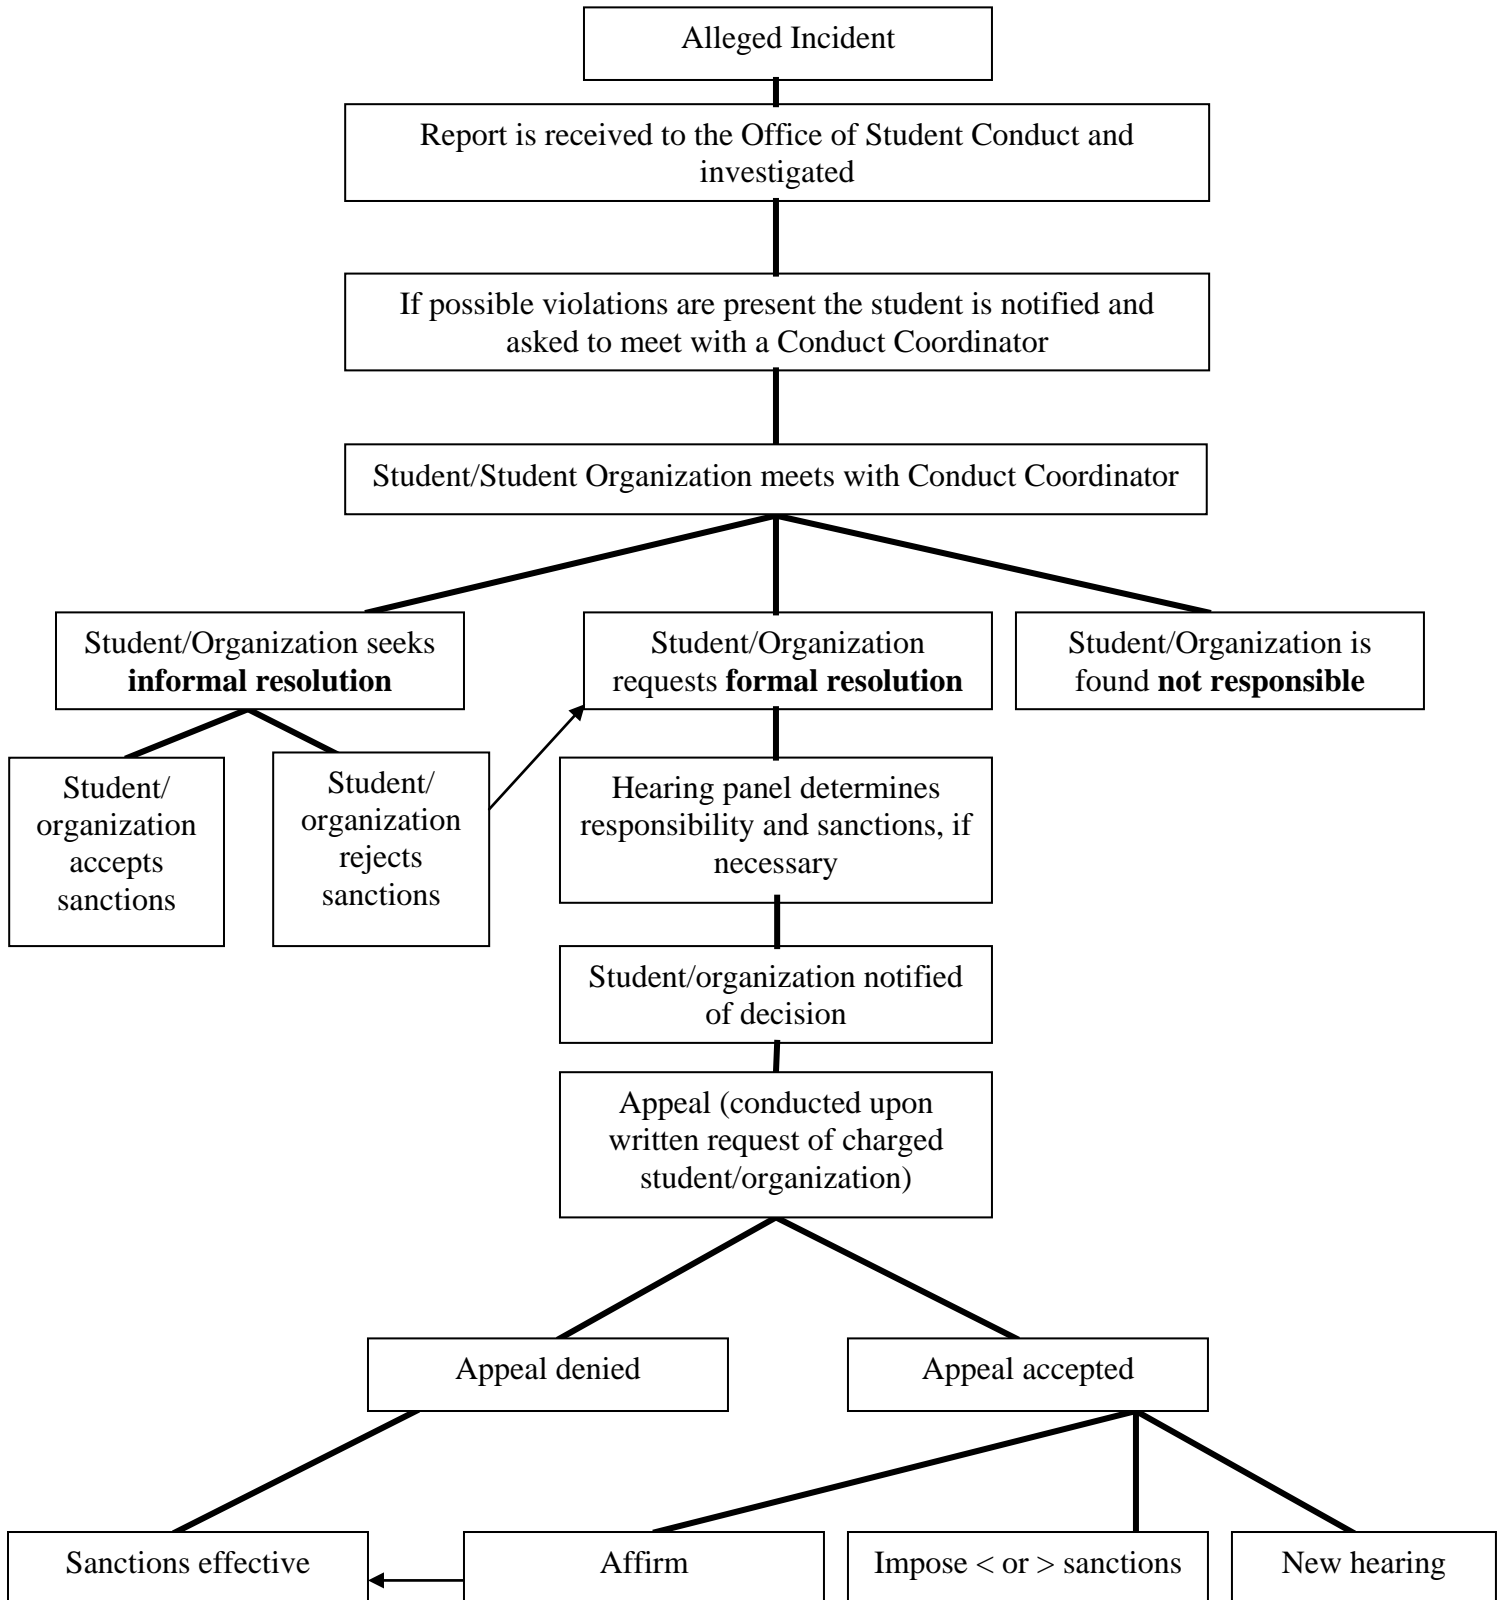 Alleged Incident
Report is received to the Office of Student Conduct and
investigated
If possible violations are present the student is notified and
asked to meet with a Conduct Coordinator
Student/Student Organization meets with Conduct Coordinator
Student/Organization seeks
informal resolution
Student/Organization
requests formal resolution
Student/Organization is
found not responsible
Student/
organization
accepts
sanctions
Student/
organization
rejects
sanctions
Hearing panel determines
responsibility and sanctions, if
necessary
Student/organization notified
of decision
Appeal (conducted upon
written request of charged
student/organization)
Appeal denied
Appeal accepted
Sanctions effective
Affirm
Impose < or > sanctions
New hearing